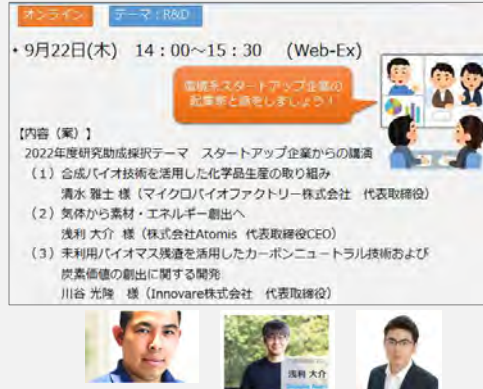 オンライン
テーマ：R&D
・9月22日(木) 14：00～15：30 (Web-Ex)
環境系スタートアップ企業の
起業家と話をしましょう！
【内容（案）】
2022年度研究助成採択テーマ スタートアップ企業からの講演
（１）合成バイオ技術を活用した化学品生産の取り組み
清水 雅士 様（マイクロバイオファクトリー株式会社 代表取締役）
（２）気体から素材・エネルギー創出へ
浅利 大介 様（株式会社Atomis 代表取締役CEO）
（３）未利用バイオマス残渣を活用したカーボンニュートラル技術および
炭素価値の創出に関する開発
川谷 光隆 様（Innovare株式会社 代表取締役）
浅利 大介